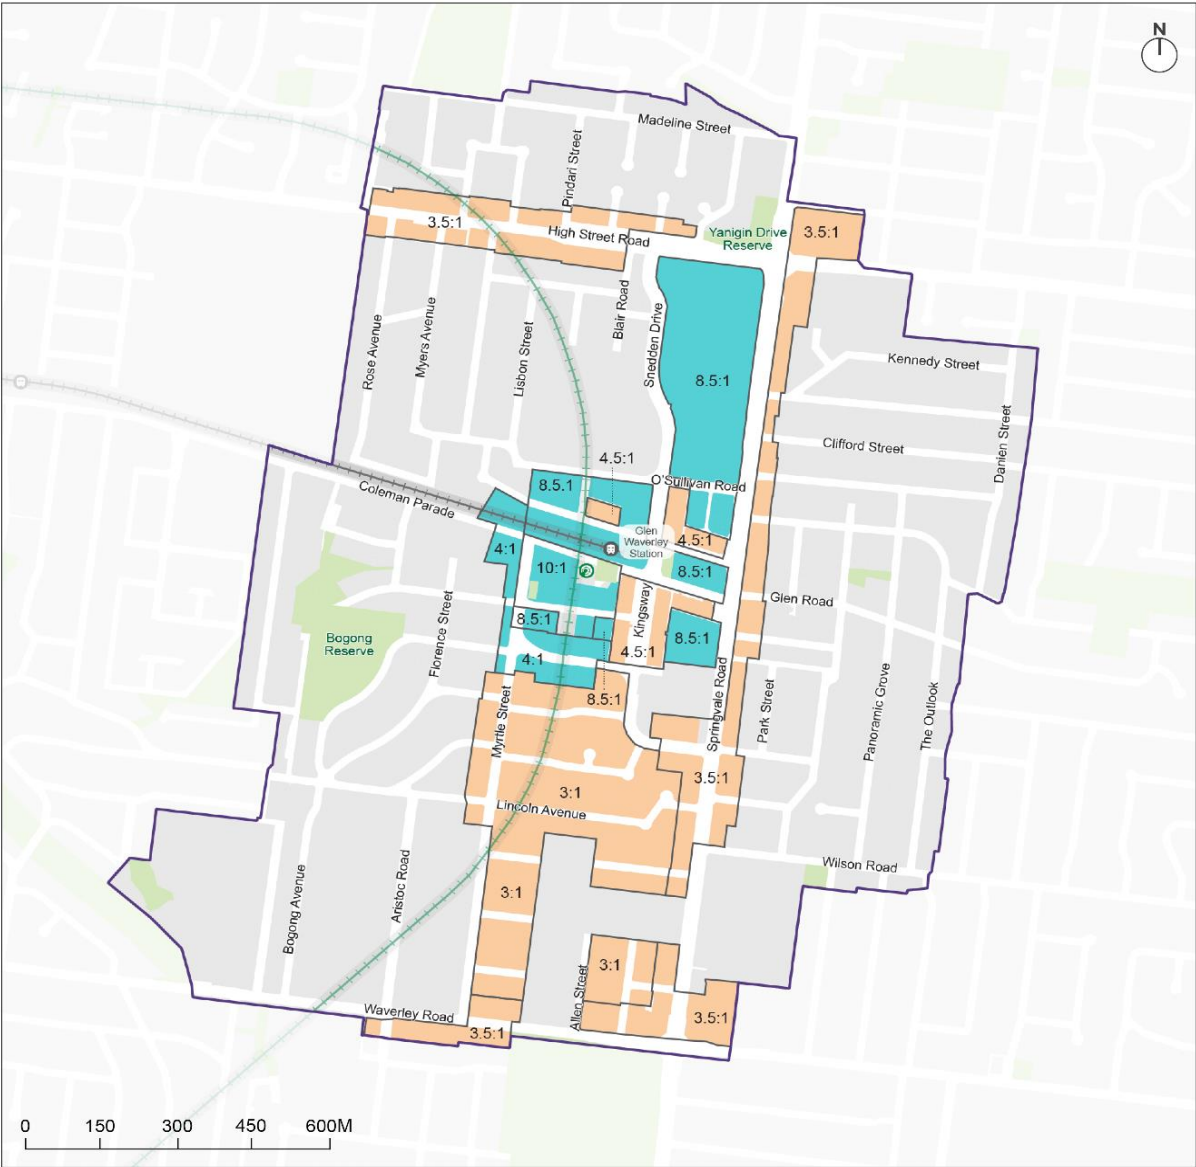 N
Madeline Street
Pindari Street
3.5:1
High Street Road
Yanigin Drive
Reserve
3.5:1
Rose Avenue
Myers Avenue
Lisbon Street
Blair Road
Snedden Drive
8.5:1
Kennedy Street
Clifford Street
Danien Street
4.5:1
O'Sullivan Road
8.5:1
Coleman Parade
Glen
Waverley
Station
4.5:1
4:1
10:1
8.5:1
Glen Road
Florence Street
Kingsway
8.5:1
8.5:1
Bogong
Reserve
4.5:1
4:1
8.5:1
Myrtle Street
Springvale Road
Park Street
Panoramic Grove
The Outlook
3.5:1
3:1
Lincoln Avenue
Wilson Road
Bogong Avenue
Aristoc Road
3:1
3:1
Allen Street
Waverley Road
3.5:1
3.5:1
0 150 300 450 600M